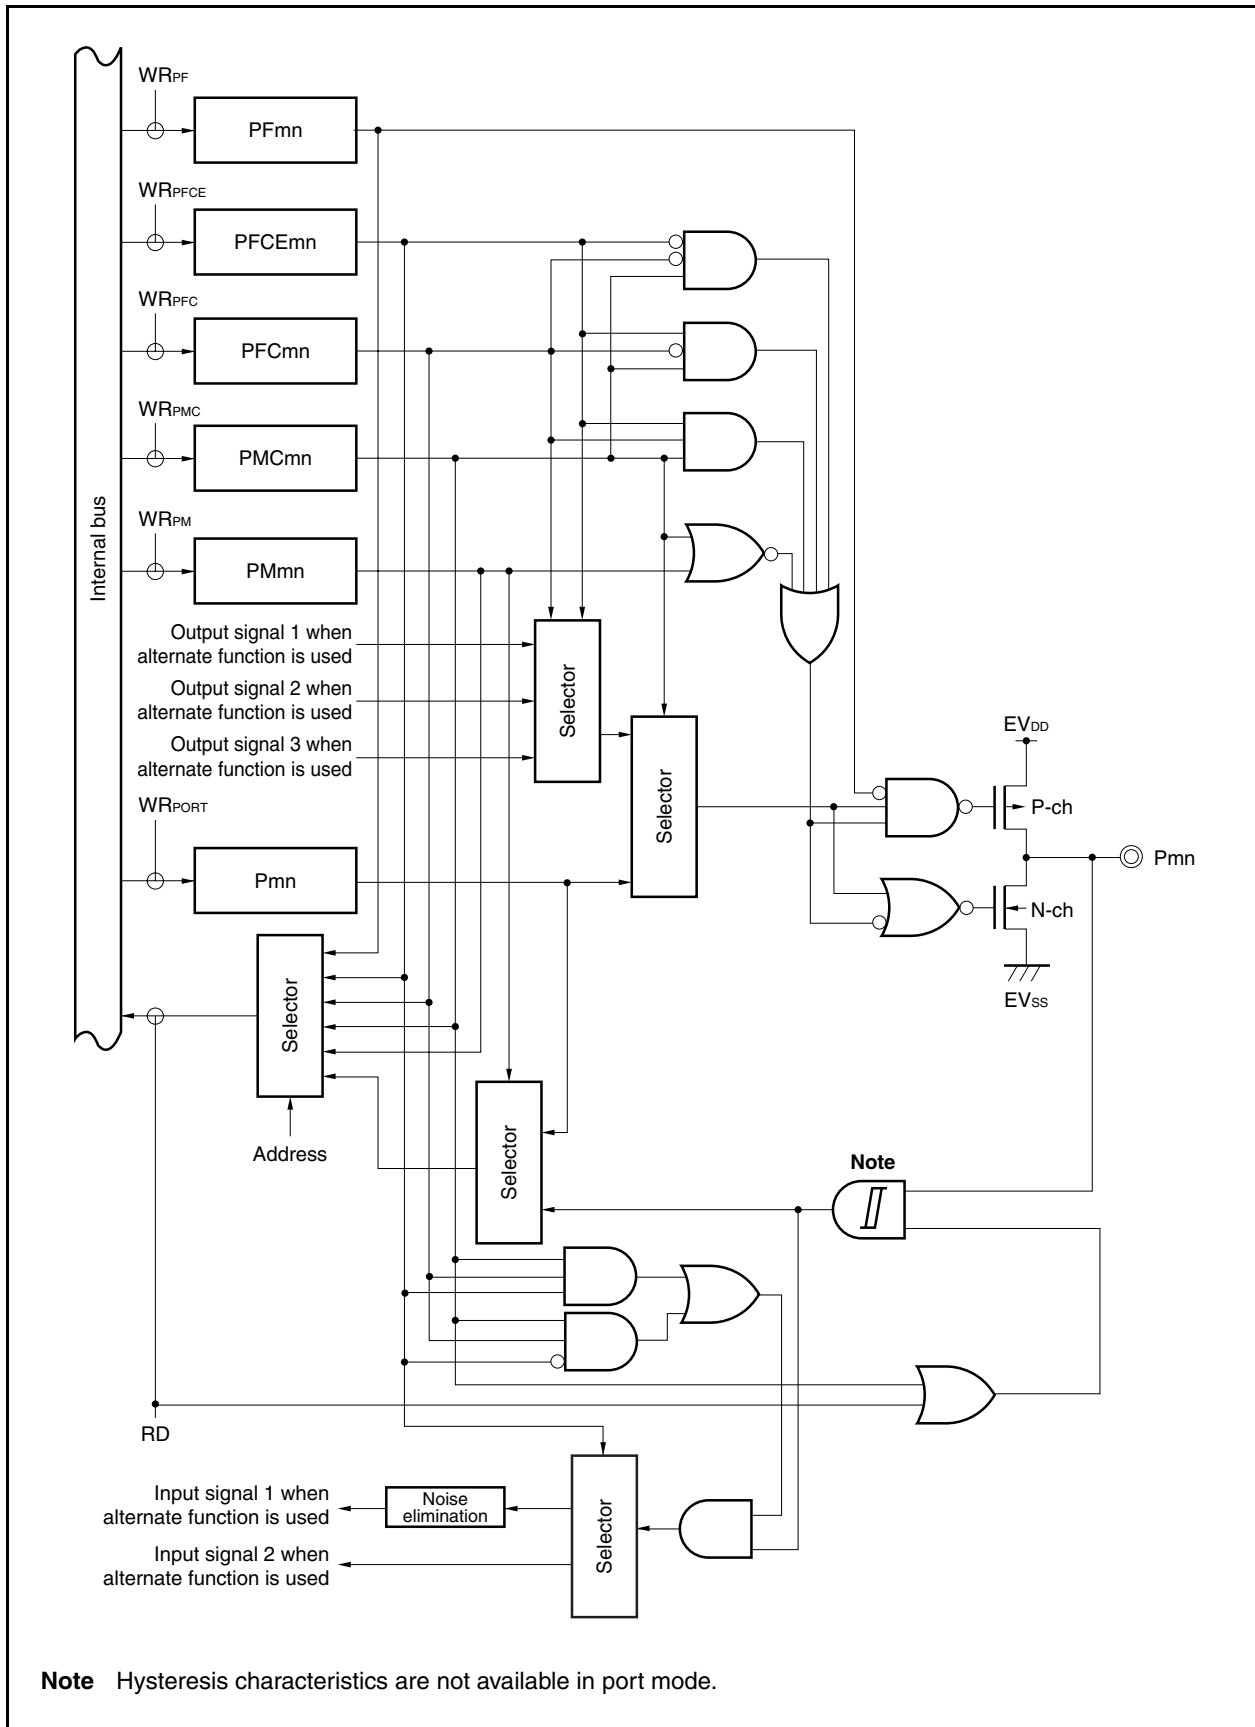 WRPF
PFmn
WRPFCE
PFCEmn
WRPFC
PFCmn
WRPMC
PMCmn
Internal bus
WRPM
PMmn
Output signal 1 when
alternate function is used
Output signal 2 when
alternate function is used
Output signal 3 when
alternate function is used
Selector
Selector
EVDD
P-ch
WRPORT
Pmn
Pmn
N-ch
EVSS
Selector
Address
Selector
Note
RD
Input signal 1 when
alternate function is used
Noise
elimination
Input signal 2 when
alternate function is used
Selector
Note Hysteresis characteristics are not available in port mode.